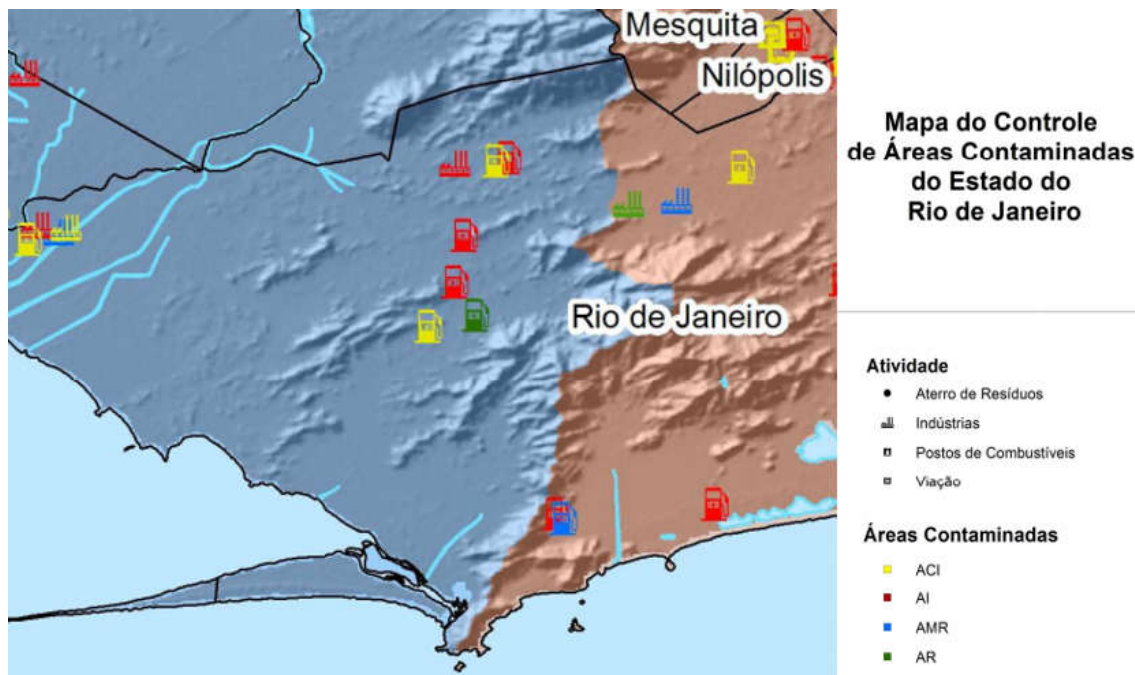 Mesquita
Nilópolis
Rio de Janeiro
Mapa do Controle
de Áreas Contaminadas
do Estado do
Rio de Janeiro
Atividade
Aterro de Resíduos
Indústrias
Postos de Combustíveis
Viação
Áreas Contaminadas
ACI
AI
AMR
AR